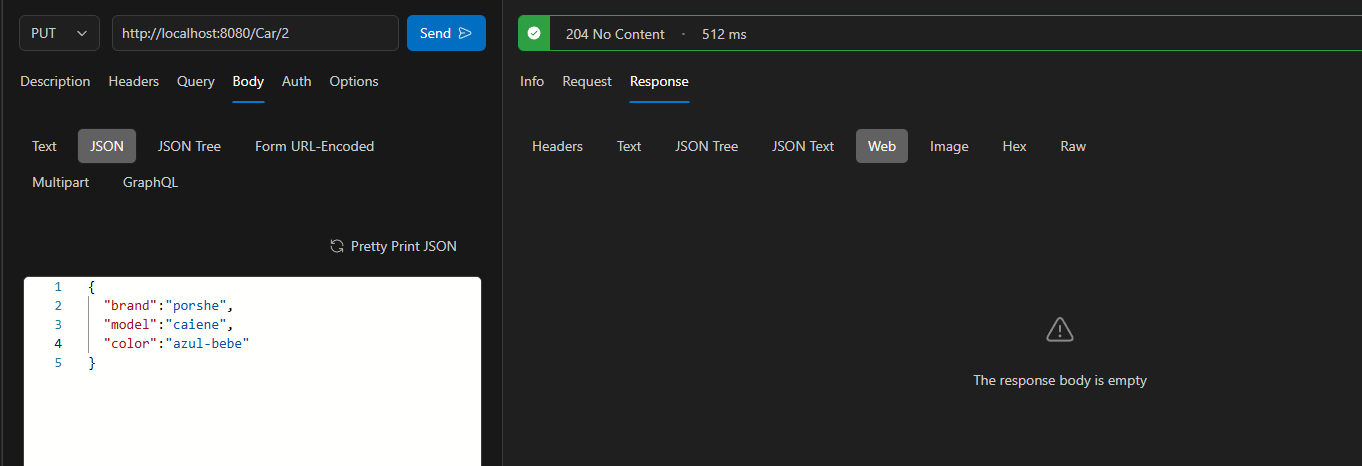 PUT http://localhost:8080/Car/2 Send
Description Headers Query Body Auth Options
Text JSON JSON Tree Form URL-Encoded
Multipart GraphQL
Pretty Print JSON
1 {
2 "brand":"porshe",
3 "model":"caiene",
4 "color":"azul-bebe"
5 }
204 No Content · 512 ms
Info Request Response
Headers Text JSON Tree JSON Text Web Image Hex Raw
The response body is empty